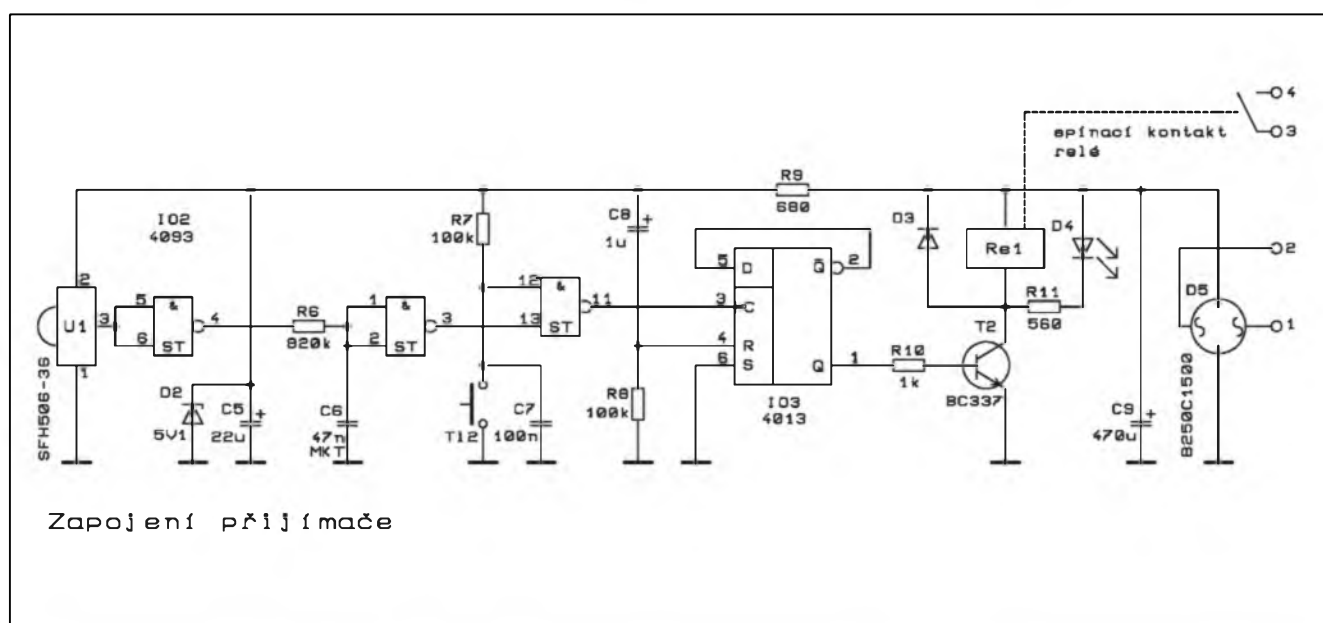 4
3
spínací kontakt
relé
R9
680
IO2
4093
R7
100k
C8
1u
D3
Re1
D4
2
5
D
Q
2
2
12
&
11
3
C
R11
560
D5
1
U1
3
5
&
4
6
ST
R6
820k
1
&
3
2
ST
13
ST
4
R
6
S
Q
1
R10
1k
T2
BC337
1
SFH506-36
D2
5V1
C5
22u
C6
47n
MKT
Tl2
C7
100n
R8
100k
IO3
4013
C9
470u
B250C1500
Zapojení přijímače